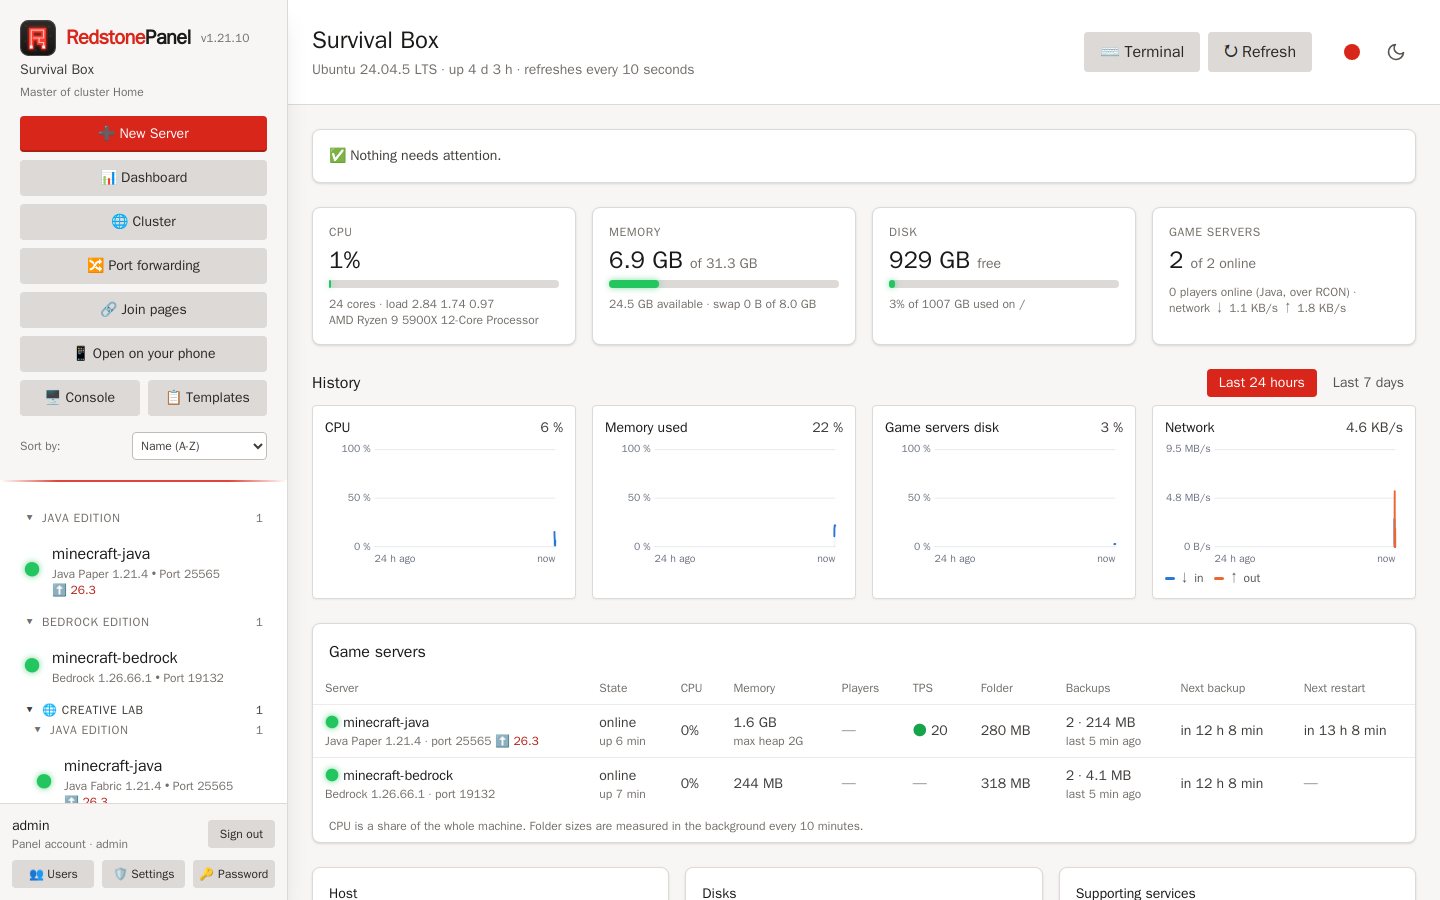 RedstonePanel v1.21.10
Survival Box
Master of cluster Home
➕ New Server
📊 Dashboard
🌐 Cluster
🔀 Port forwarding
🔗 Join pages
📱 Open on your phone
🖥️ Console
📋 Templates
Sort by: Name (A-Z)
▼ JAVA EDITION 1
minecraft-java
Java Paper 1.21.4 • Port 25565
⬆️ 26.3
▼ BEDROCK EDITION 1
minecraft-bedrock
Bedrock 1.26.66.1 • Port 19132
▼ 🌐 CREATIVE LAB 1
▼ JAVA EDITION 1
minecraft-java
Java Fabric 1.21.4 • Port 25565
⬆️ 26.3
admin
Panel account · admin
Sign out
👥 Users
🛡️ Settings
🔑 Password
Survival Box
Ubuntu 24.04.5 LTS · up 4 d 3 h · refreshes every 10 seconds
⌨️ Terminal
↻ Refresh
✅ Nothing needs attention.
CPU
1%
24 cores · load 2.84 1.74 0.97
AMD Ryzen 9 5900X 12-Core Processor
MEMORY
6.9 GB of 31.3 GB
24.5 GB available · swap 0 B of 8.0 GB
DISK
929 GB free
3% of 1007 GB used on /
GAME SERVERS
2 of 2 online
0 players online (Java, over RCON) ·
network ↓ 1.1 KB/s ↑ 1.8 KB/s
History
Last 24 hours
Last 7 days
CPU 6 %
100 %
50 %
0 %
24 h ago now
Memory used 22 %
100 %
50 %
0 %
24 h ago now
Game servers disk 3 %
100 %
50 %
0 %
24 h ago now
Network 4.6 KB/s
9.5 MB/s
4.8 MB/s
0 B/s
24 h ago now
↓ in ↑ out
Game servers
Server State CPU Memory Players TPS Folder Backups Next backup Next restart
minecraft-java online 0% 1.6 GB — 20 280 MB 2 · 214 MB in 12 h 8 min in 13 h 8 min
Java Paper 1.21.4 · port 25565 ⬆️ 26.3 up 6 min max heap 2G last 5 min ago
minecraft-bedrock online 0% 244 MB — — 318 MB 2 · 4.1 MB in 12 h 8 min —
Bedrock 1.26.66.1 · port 19132 up 7 min last 5 min ago
CPU is a share of the whole machine. Folder sizes are measured in the background every 10 minutes.
Host
Disks
Supporting services